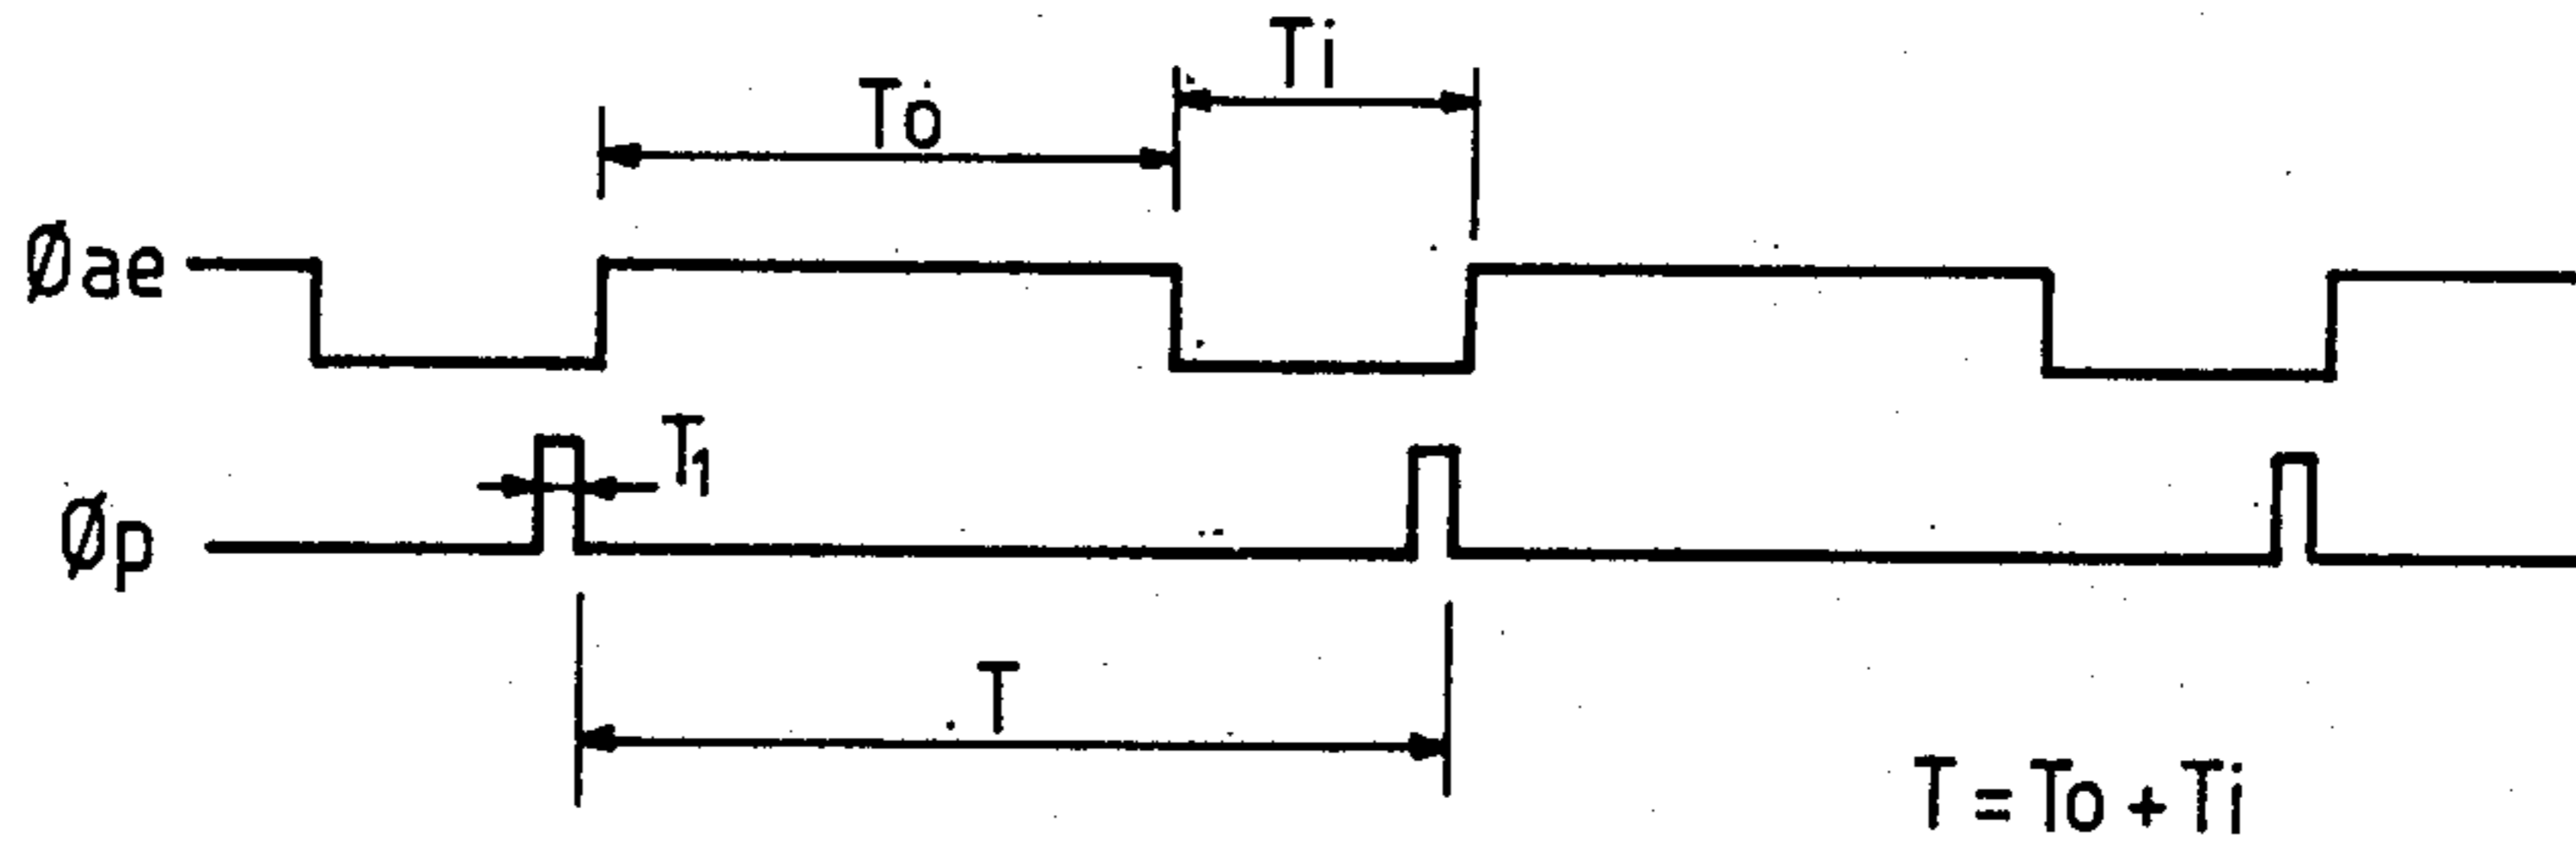 Ti
To
Øae
T₁
Øp
T
T = To + Ti